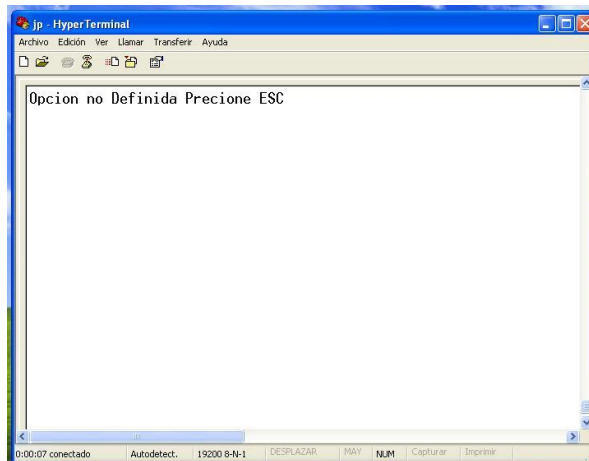 jp - HyperTerminal
Archivo Edición Ver Llamar Transferir Ayuda
Opcion no Definida Precione ESC
0:00:07 conectado Autodetect. 19200 8-N-1 DESPLAZAR MAY NUM Capturar Imprimir